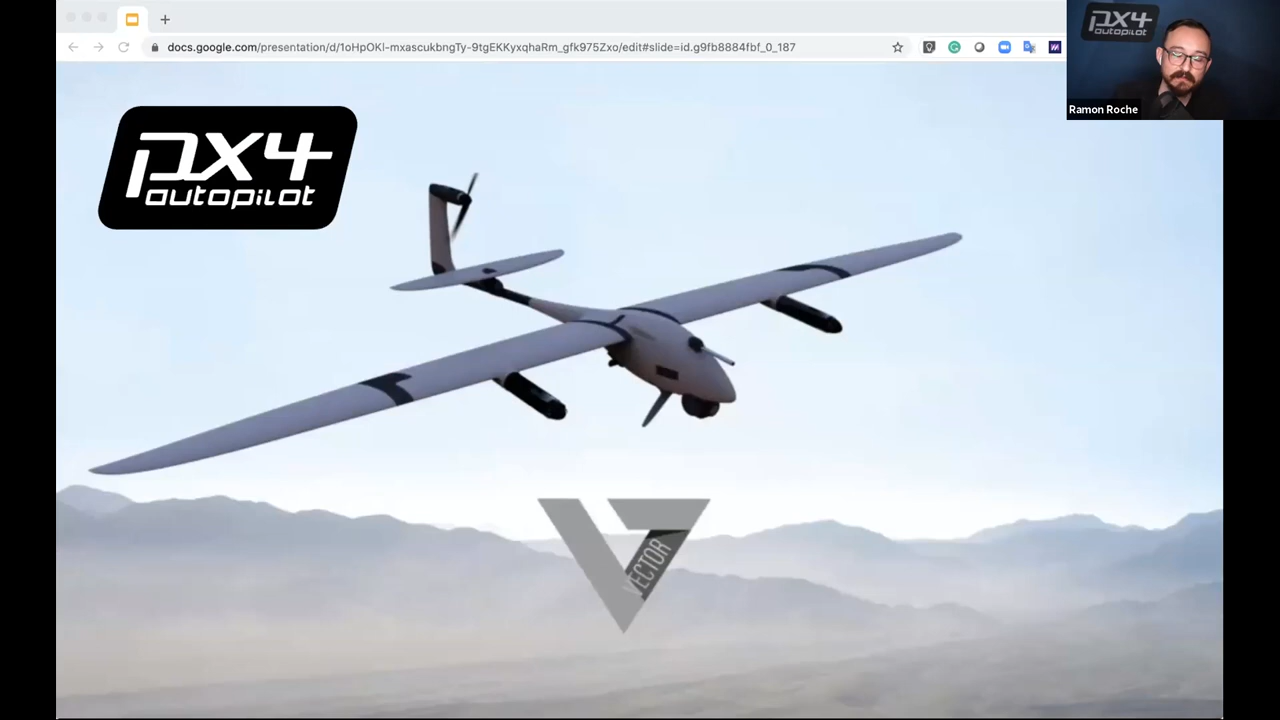 docs.google.com/presentation/d/1oHpOKl-mxascukbngTy-9tgEKKyxqhaRm_gfk975Zxo/edit#slide=id.g9fb8884fbf_0_187
px4
autopilot
px4
autopilot
Ramon Roche
VECTOR